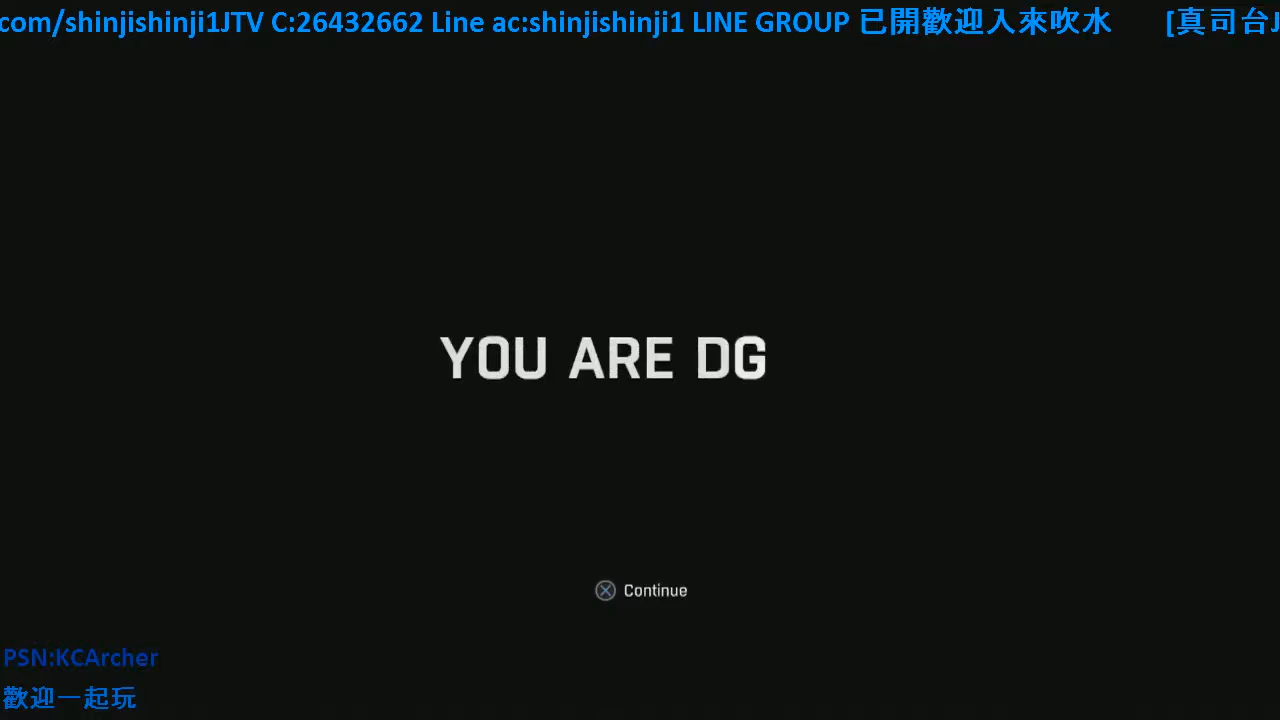 com/shinjishinji1JTV C:26432662 Line ac:shinjishinji1 LINE GROUP 已開歡迎入來吹水 [真司台
YOU ARE DG
Continue
PSN:KCArcher
歡迎一起玩